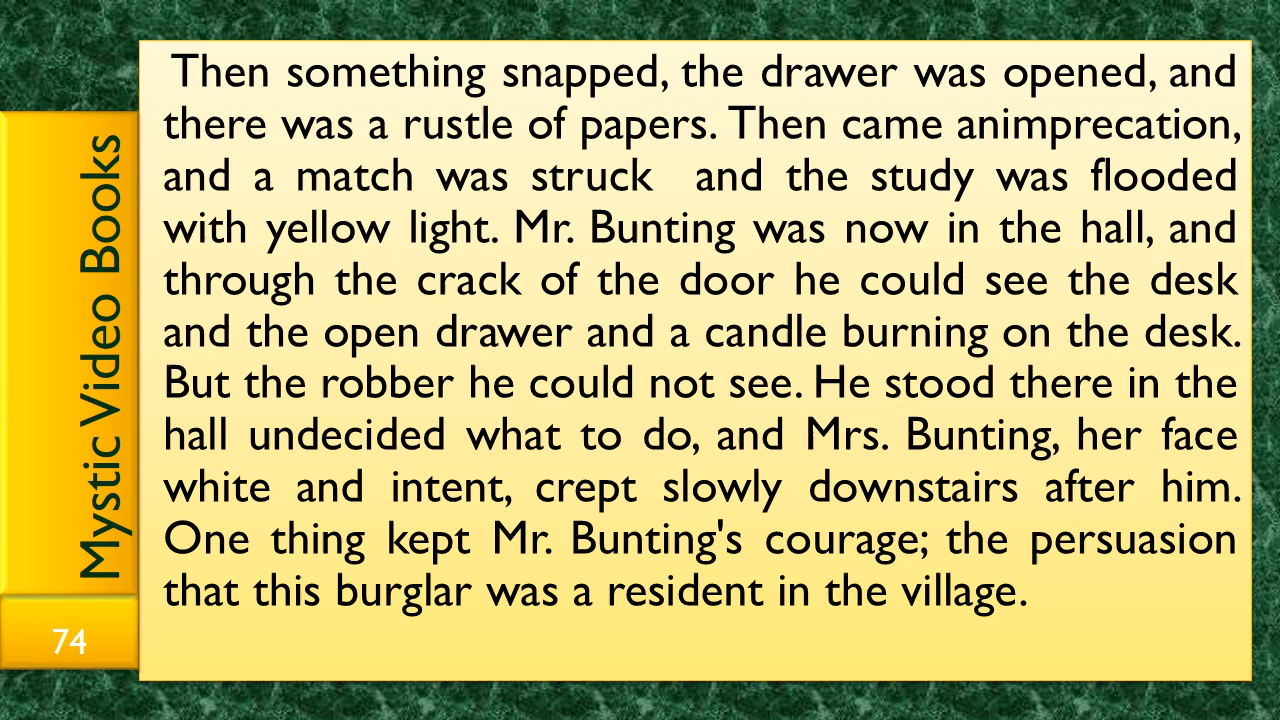 Then something snapped, the drawer was opened, and
there was a rustle of papers. Then came animprecation,
and a match was struck  and the study was flooded
with yellow light. Mr. Bunting was now in the hall, and
through the crack of the door he could see the desk
and the open drawer and a candle burning on the desk.
But the robber he could not see. He stood there in the
hall undecided what to do, and Mrs. Bunting, her face
white and intent, crept slowly downstairs after him.
One thing kept Mr. Bunting's courage; the persuasion
that this burglar was a resident in the village.
Mystic Video Books
74